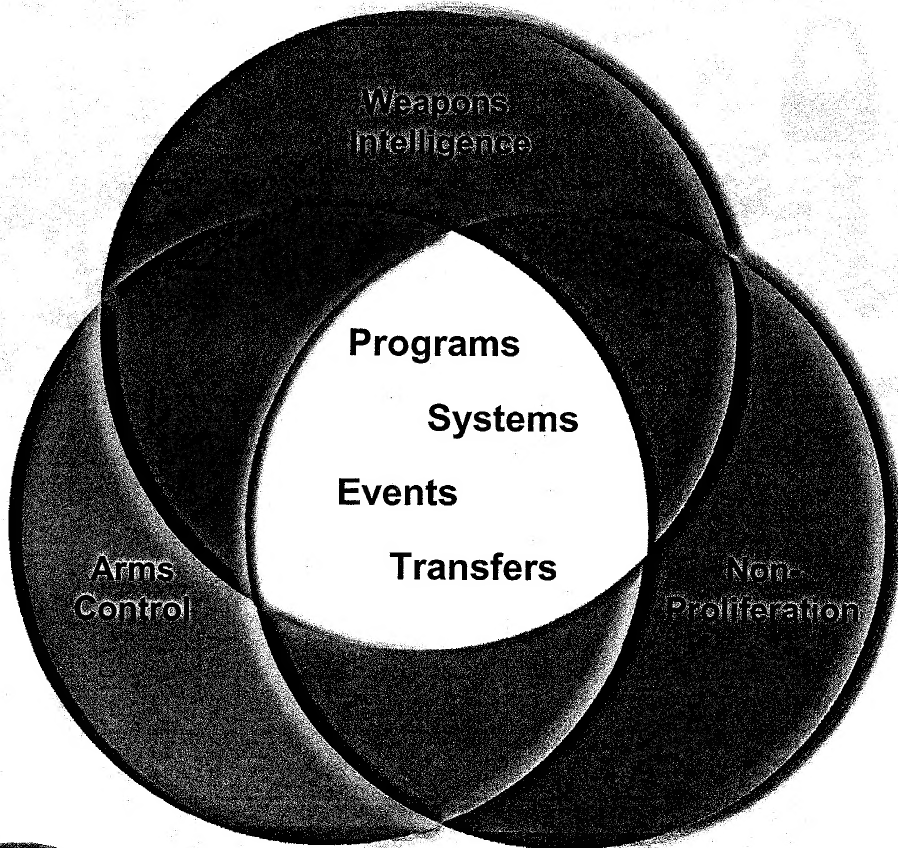 Weapons
Intelligence
Programs
Systems
Events
Transfers
Arms
Control
Non-
Proliferation